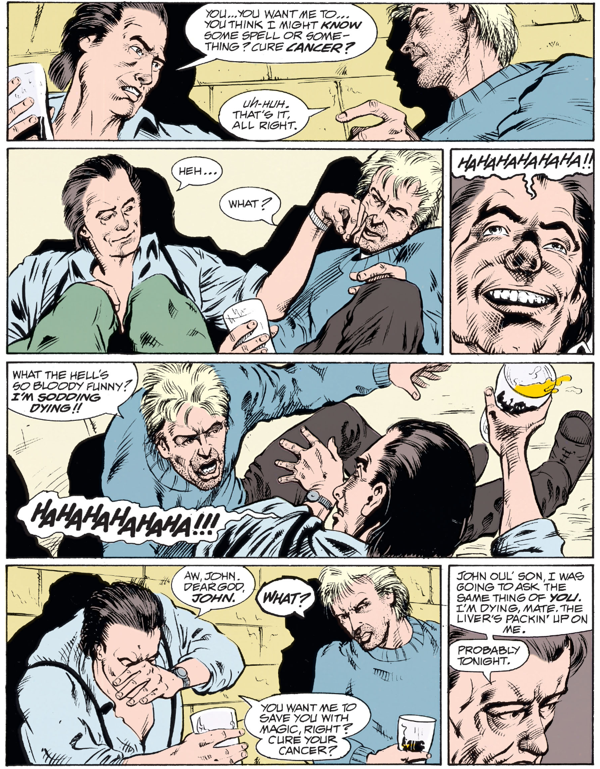 YOU...YOU WANT ME TO...
YOU THINK I MIGHT KNOW
SOME SPELL OR SOME-
THING? CURE CANCER?
UH-HUH.
THAT'S IT,
ALL RIGHT.
HEH...
WHAT?
HAHAHAHAHAHA!!
WHAT THE HELL'S
SO BLOODY FUNNY?
I'M SODDING
DYING!!
HAHAHAHAHAHA!!!
AW, JOHN.
DEAR GOD,
JOHN.
WHAT?
YOU WANT ME TO
SAVE YOU WITH
MAGIC, RIGHT?
CURE YOUR
CANCER?
JOHN OUL' SON, I WAS
GOING TO ASK THE
SAME THING OF YOU.
I'M DYING, MATE. THE
LIVER'S PACKIN' UP ON
ME.
PROBABLY
TONIGHT.